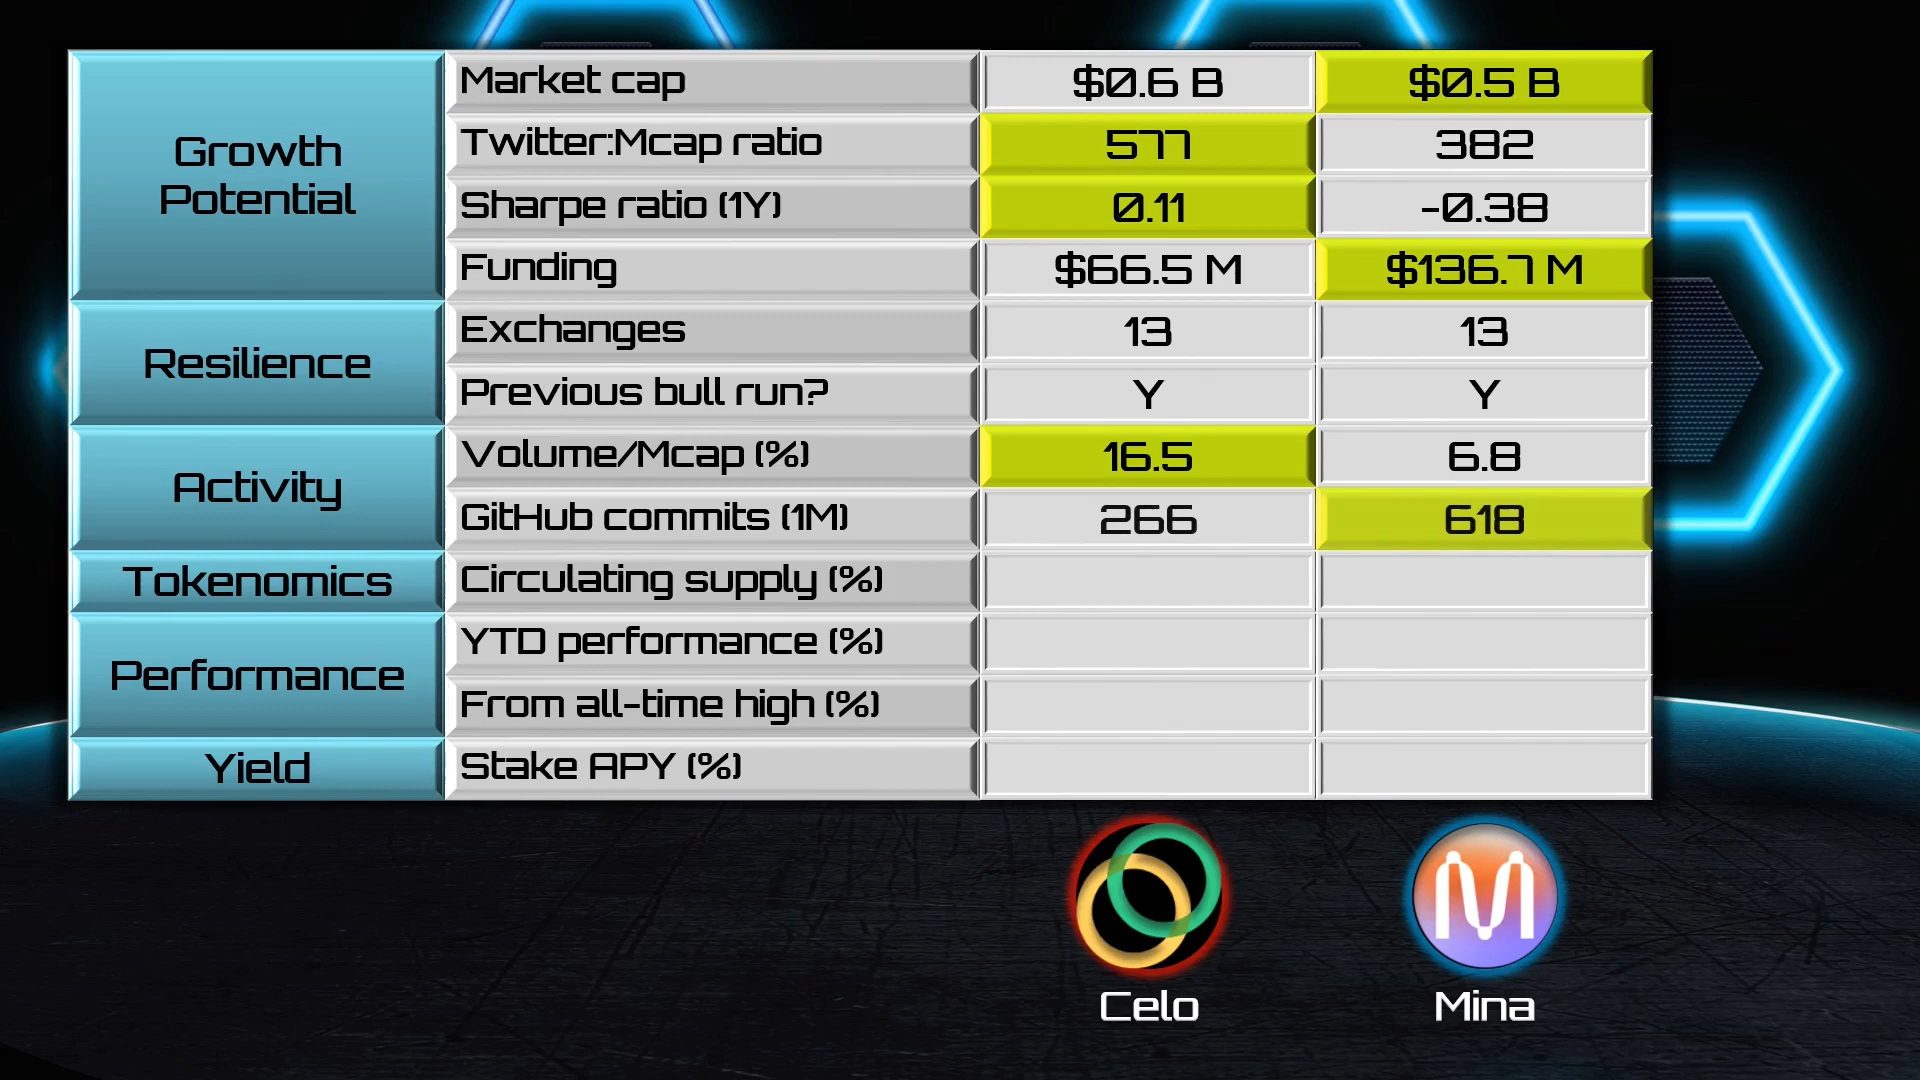 Growth
Potential
Market cap $0.6 B $0.5 B
Twitter:Mcap ratio 577 382
Sharpe ratio (1Y) 0.11 -0.38
Funding $66.5 M $136.7 M
Resilience
Exchanges 13 13
Previous bull run? Y Y
Activity
Volume/Mcap (%) 16.5 6.8
GitHub commits (1M) 266 618
Tokenomics
Circulating supply (%)
Performance
YTD performance (%)
From all-time high (%)
Yield
Stake APY (%)
Celo Mina